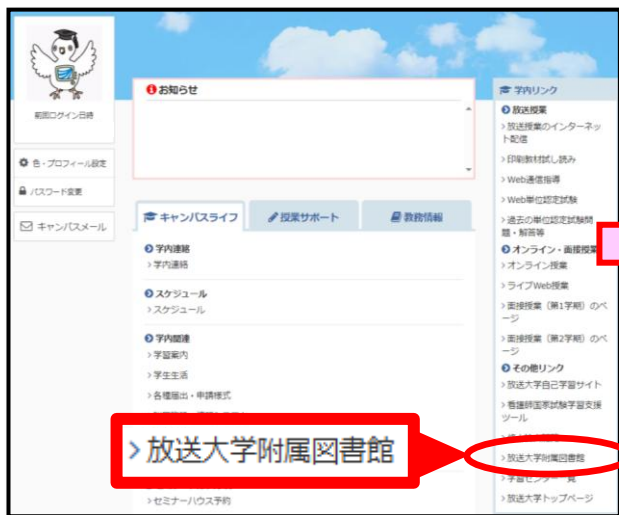 前回ログイン日時
色・プロフィール設定
パスワード変更
キャンパスメール
お知らせ
キャンパスライフ
授業サポート
教務情報
学内連絡
>学内連絡
スケジュール
>スケジュール
学内関連
>学習案内
>学生生活
>各種届出・申請様式
>放送大学附属図書館
>セミナーハウス予約
学内リンク
放送授業
>放送授業のインターネッ
ト配信
>印刷教材試し読み
>Web通信指導
>Web単位認定試験
>過去の単位認定試験問
題・解答等
オンライン・面接授業
>オンライン授業
>ライブWeb授業
>面接授業（第1学期）のペ
ージ
>面接授業（第2学期）のペ
ージ
その他リンク
>放送大学自己学習サイト
>看護師国家試験学習支援
ツール
>放送大学附属図書館
>学習センター一覧
>放送大学トップページ